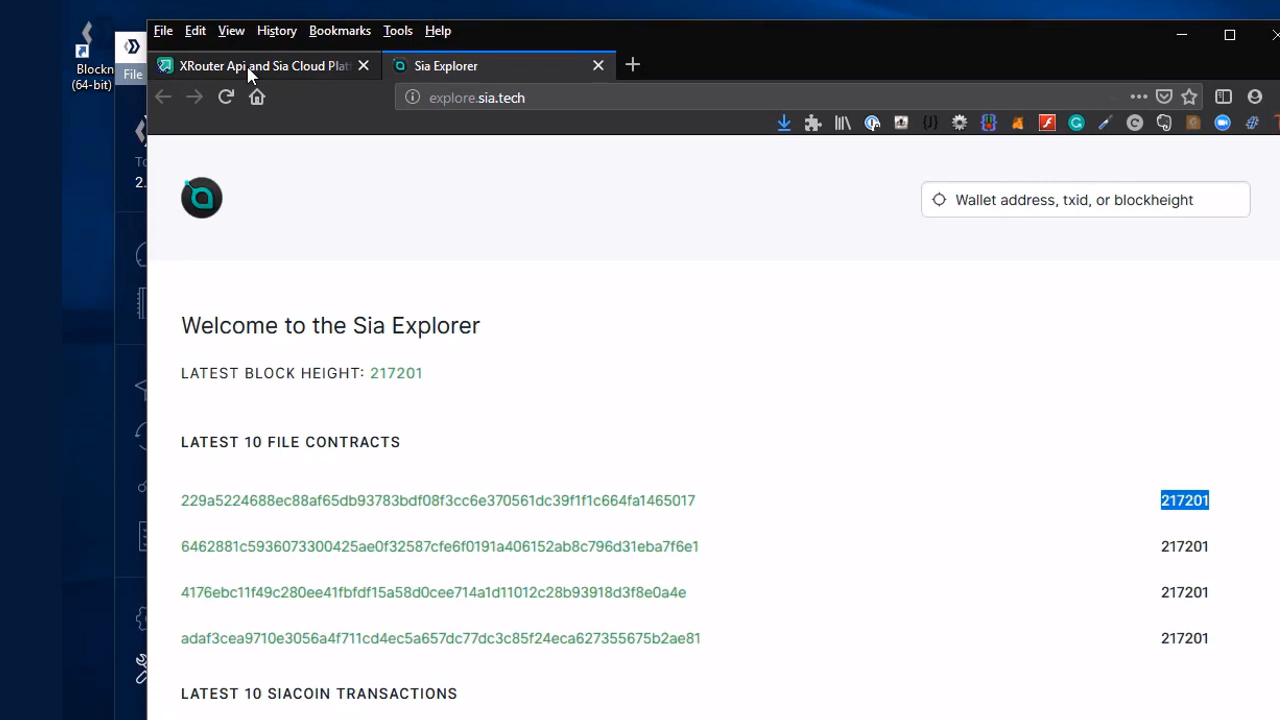 File Edit View History Bookmarks Tools Help
XRouter Api and Sia Cloud Plat
Sia Explorer
Blockn
(64-bit)
File
explore.sia.tech
To
2.
Wallet address, txid, or blockheight
Welcome to the Sia Explorer
LATEST BLOCK HEIGHT: 217201
LATEST 10 FILE CONTRACTS
229a5224688ec88af65db93783bdf08f3cc6e370561dc39f1f1c664fa1465017 217201
6462881c5936073300425ae0f32587cfe6f0191a406152ab8c796d31eba7f6e1 217201
4176ebc11f49c280ee41fbfdf15a58d0cee714a1d11012c28b93918d3f8e0a4e 217201
adaf3cea9710e3056a4f711cd4ec5a657dc77dc3c85f24eca627355675b2ae81 217201
LATEST 10 SIACOIN TRANSACTIONS